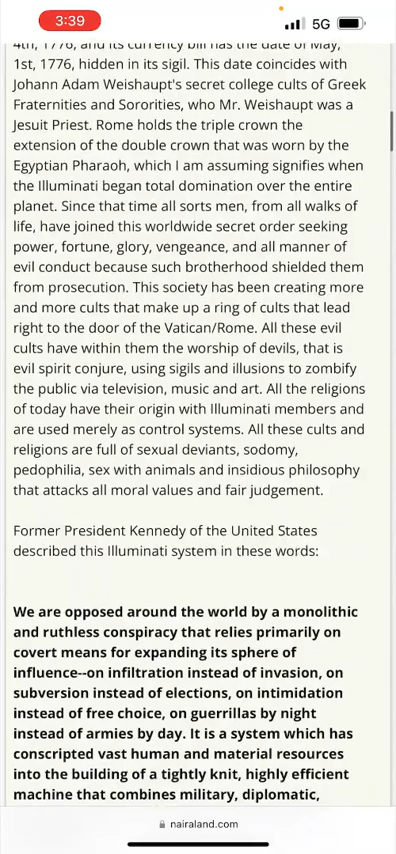 3:39
5G
4th, 1776, and its currency bill has the date of May,
1st, 1776, hidden in its sigil. This date coincides with
Johann Adam Weishaupt's secret college cults of Greek
Fraternities and Sororities, who Mr. Weishaupt was a
Jesuit Priest. Rome holds the triple crown the
extension of the double crown that was worn by the
Egyptian Pharaoh, which I am assuming signifies when
the Illuminati began total domination over the entire
planet. Since that time all sorts men, from all walks of
life, have joined this worldwide secret order seeking
power, fortune, glory, vengeance, and all manner of
evil conduct because such brotherhood shielded them
from prosecution. This society has been creating more
and more cults that make up a ring of cults that lead
right to the door of the Vatican/Rome. All these evil
cults have within them the worship of devils, that is
evil spirit conjure, using sigils and illusions to zombify
the public via television, music and art. All the religions
of today have their origin with Illuminati members and
are used merely as control systems. All these cults and
religions are full of sexual deviants, sodomy,
pedophilia, sex with animals and insidious philosophy
that attacks all moral values and fair judgement.
Former President Kennedy of the United States
described this Illuminati system in these words:
We are opposed around the world by a monolithic
and ruthless conspiracy that relies primarily on
covert means for expanding its sphere of
influence--on infiltration instead of invasion, on
subversion instead of elections, on intimidation
instead of free choice, on guerrillas by night
instead of armies by day. It is a system which has
conscripted vast human and material resources
into the building of a tightly knit, highly efficient
machine that combines military, diplomatic,
nairaland.com